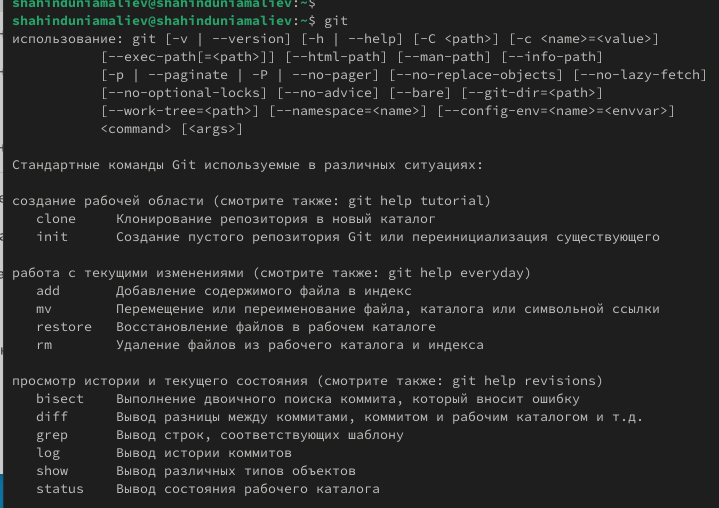 shahinduniamaliev@shahinduniamaliev:~$
shahinduniamaliev@shahinduniamaliev:~$ git
использование: git [-v | --version] [-h | --help] [-C <path>] [-c <name>=<value>]
[--exec-path[=<path>]] [--html-path] [--man-path] [--info-path]
[-p | --paginate | -P | --no-pager] [--no-replace-objects] [--no-lazy-fetch]
[--no-optional-locks] [--no-advice] [--bare] [--git-dir=<path>]
[--work-tree=<path>] [--namespace=<name>] [--config-env=<name>=<envvar>]
<command> [<args>]
Стандартные команды Git используемые в различных ситуациях:
создание рабочей области (смотрите также: git help tutorial)
clone Клонирование репозитория в новый каталог
init Создание пустого репозитория Git или переинициализация существующего
работа с текущими изменениями (смотрите также: git help everyday)
add Добавление содержимого файла в индекс
mv Перемещение или переименование файла, каталога или символьной ссылки
restore Восстановление файлов в рабочем каталоге
rm Удаление файлов из рабочего каталога и индекса
просмотр истории и текущего состояния (смотрите также: git help revisions)
bisect Выполнение двоичного поиска коммита, который вносит ошибку
diff Вывод разницы между коммитами, коммитом и рабочим каталогом и т.д.
grep Вывод строк, соответствующих шаблону
log Вывод истории коммитов
show Вывод различных типов объектов
status Вывод состояния рабочего каталога